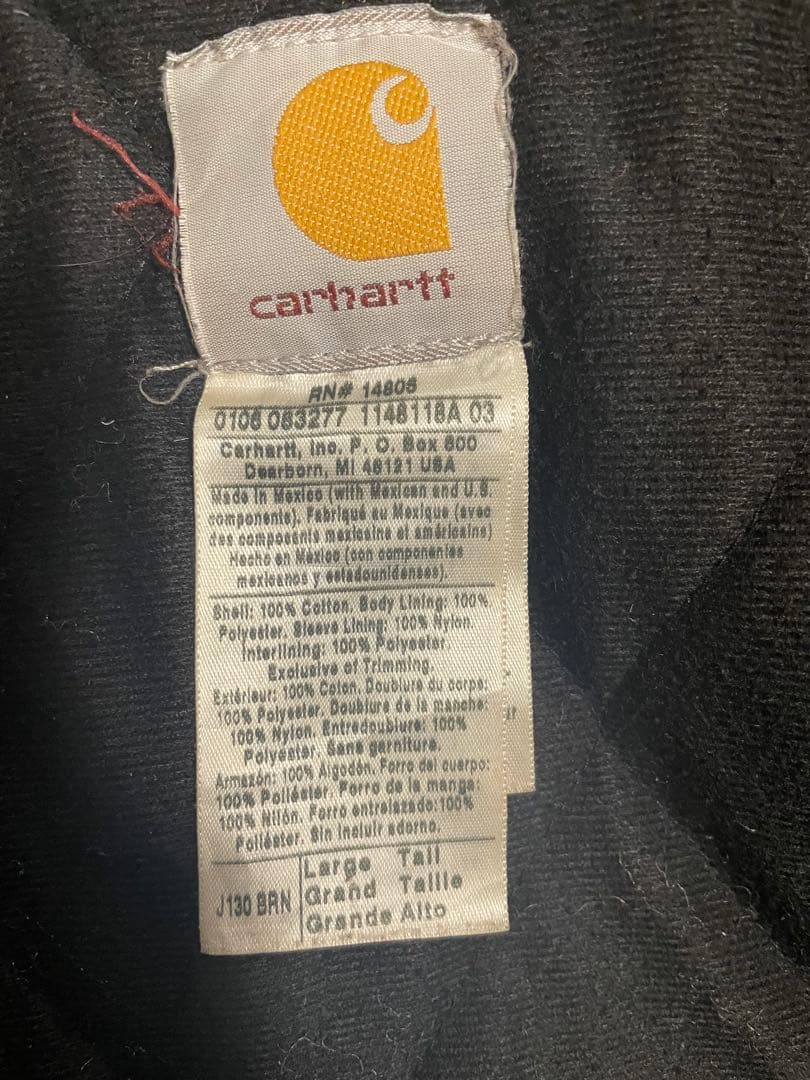 carhartt
RN# 14806
0106 083277 1148118A 03
Carhartt, Inc. P. O. Box 600
Dearborn, MI 48121 USA
Made in Mexico (with Mexican and U.S.
components). Fabriqué au Mexique (avec
des composants mexicains et américains)
Hecho en México (con componentes
mexicanos y estadounidenses).
Shell: 100% Cotton. Body Lining: 100%
Polyester. Sleeve Lining: 100% Nylon.
Interlining: 100% Polyester.
Exclusive of Trimming.
Extérieur: 100% Coton. Doublure du corps:
100% Polyester. Doublure de la manche:
100% Nylon. Entredoublure: 100%
Polyester. Sans garniture.
Armazón: 100% Algodón. Forro del cuerpo:
100% Poliéster. Forro de la manga:
100% Nilón. Forro entrelazado:100%
Poliéster. Sin incluir adorno.
J130 BRN
Large Tall
Grand Taille
Grande Alto